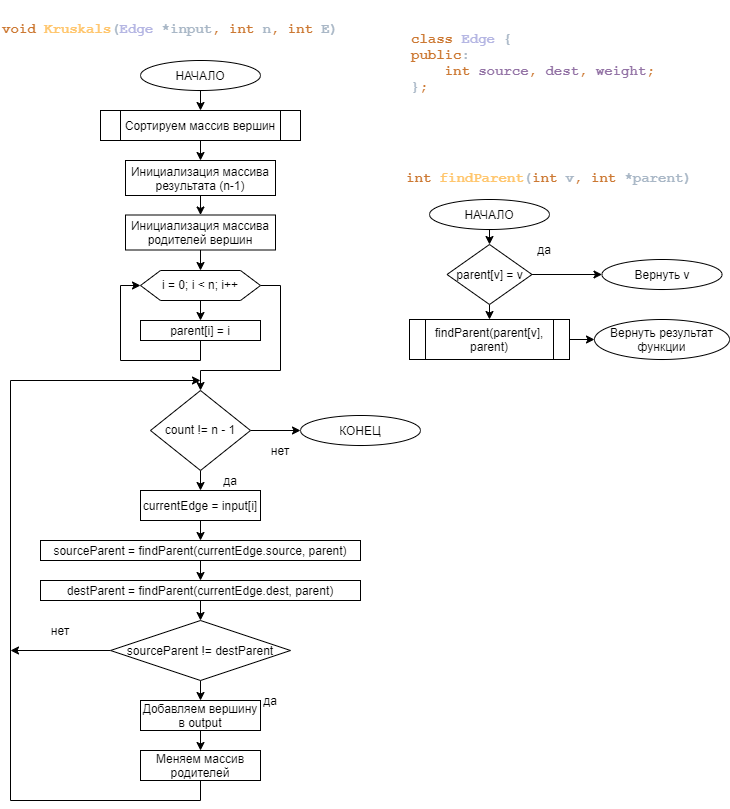 void Kruskals(Edge *input, int n, int E)
НАЧАЛО
Сортируем массив вершин
Инициализация массива
результата (n-1)
Инициализация массива
родителей вершин
i = 0; i < n; i++
parent[i] = i
count != n - 1
КОНЕЦ
нет
да
currentEdge = input[i]
sourceParent = findParent(currentEdge.source, parent)
destParent = findParent(currentEdge.dest, parent)
нет
sourceParent != destParent
да
Добавляем вершину
в output
Меняем массив
родителей
class Edge {
public:
int source, dest, weight;
};
int findParent(int v, int *parent)
НАЧАЛО
да
parent[v] = v
Вернуть v
findParent(parent[v],
parent)
Вернуть результат
функции